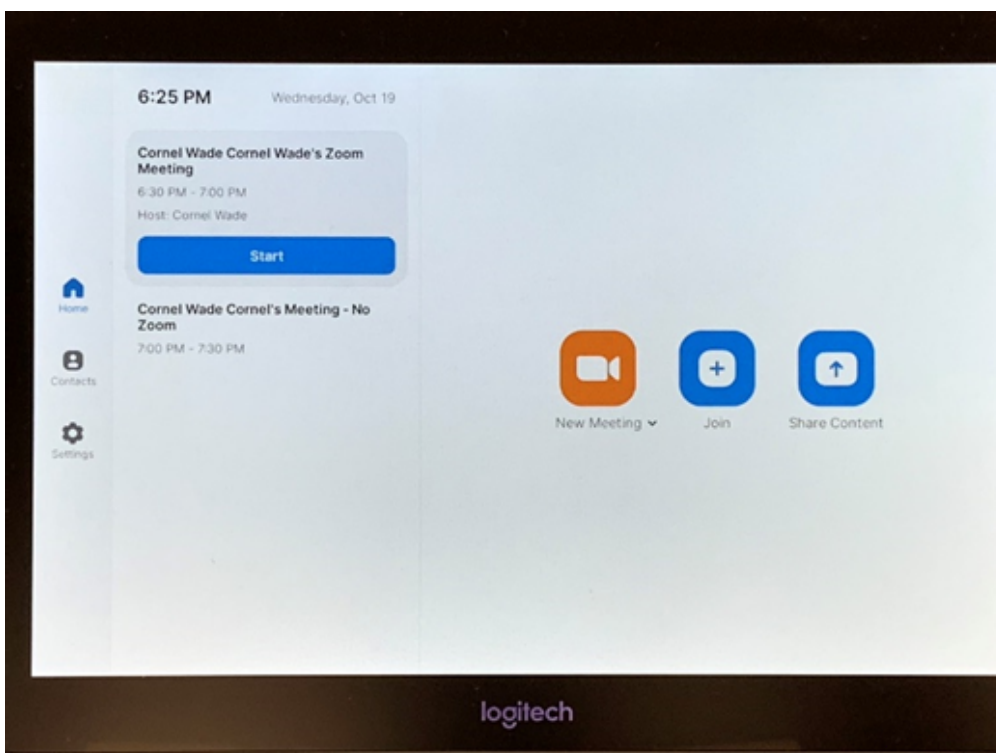 6:25 PM Wednesday, Oct 19
Cornel Wade Cornel Wade's Zoom
Meeting
6:30 PM - 7:00 PM
Host: Cornel Wade
Start
Cornel Wade Cornel's Meeting - No
Zoom
7:00 PM - 7:30 PM
Home
Contacts
Settings
New Meeting
Join
Share Content
logitech